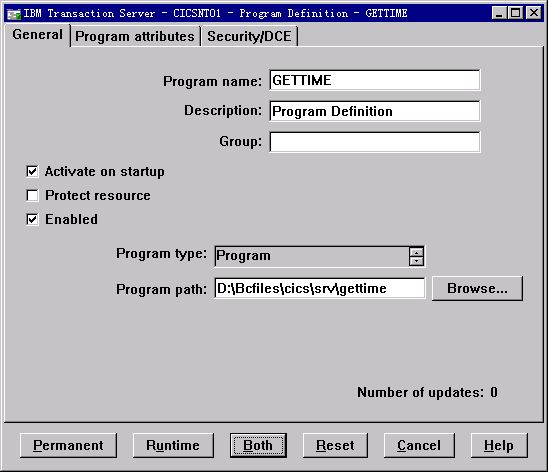 IBM Transaction Server - CICSNT01 - Program Definition - GETTIME
General Program attributes Security/DCE
Program name: GETTIME
Description: Program Definition
Group:
Activate on startup
Protect resource
Enabled
Program type: Program
Program path: D:\Bcfiles\cics\srv\gettime Browse...
Number of updates: 0
Permanent Runtime Both Reset Cancel Help